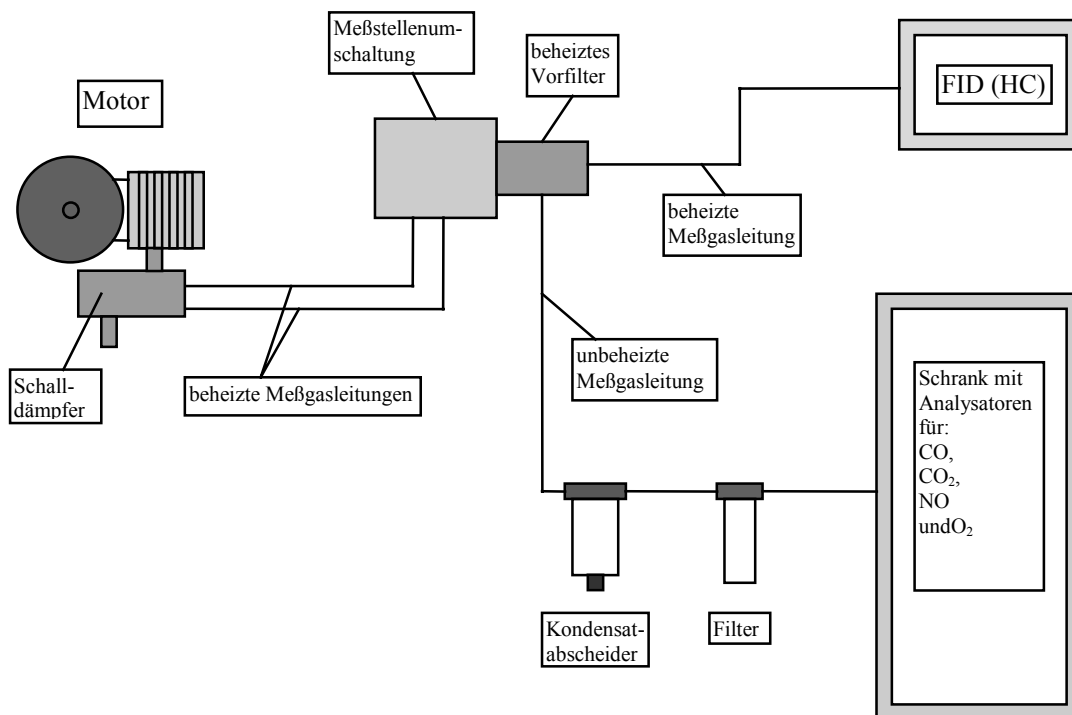 Meßstellenum-
schaltung
beheiztes
Vorfilter
FID (HC)
Motor
beheizte
Meßgasleitung
unbeheizte
Meßgasleitung
Schall-
dämpfer
beheizte Meßgasleitungen
Schrank mit
Analysatoren
für:
CO,
CO₂,
NO
undO₂
Kondensat-
abscheider
Filter